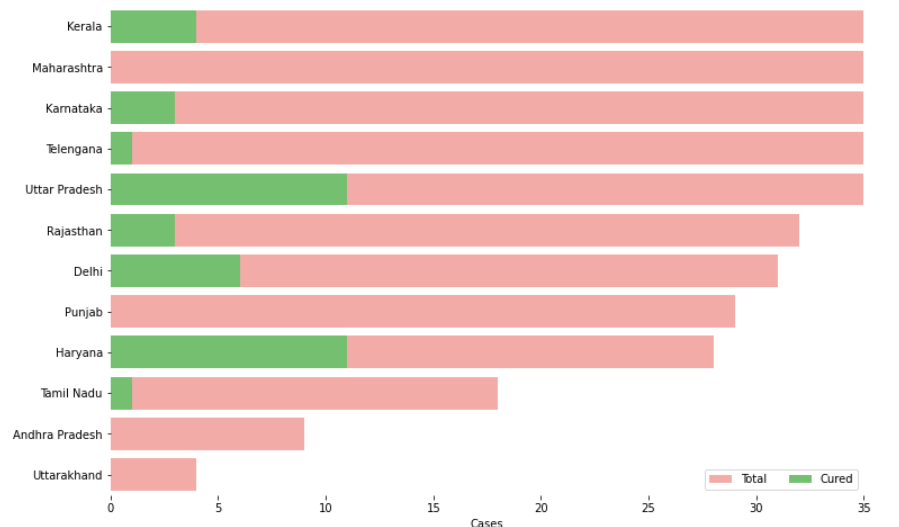 Kerala
Maharashtra
Karnataka
Telengana
Uttar Pradesh
Rajasthan
Delhi
Punjab
Haryana
Tamil Nadu
Andhra Pradesh
Uttarakhand
Total Cured
0 5 10 15 20 25 30 35
Cases